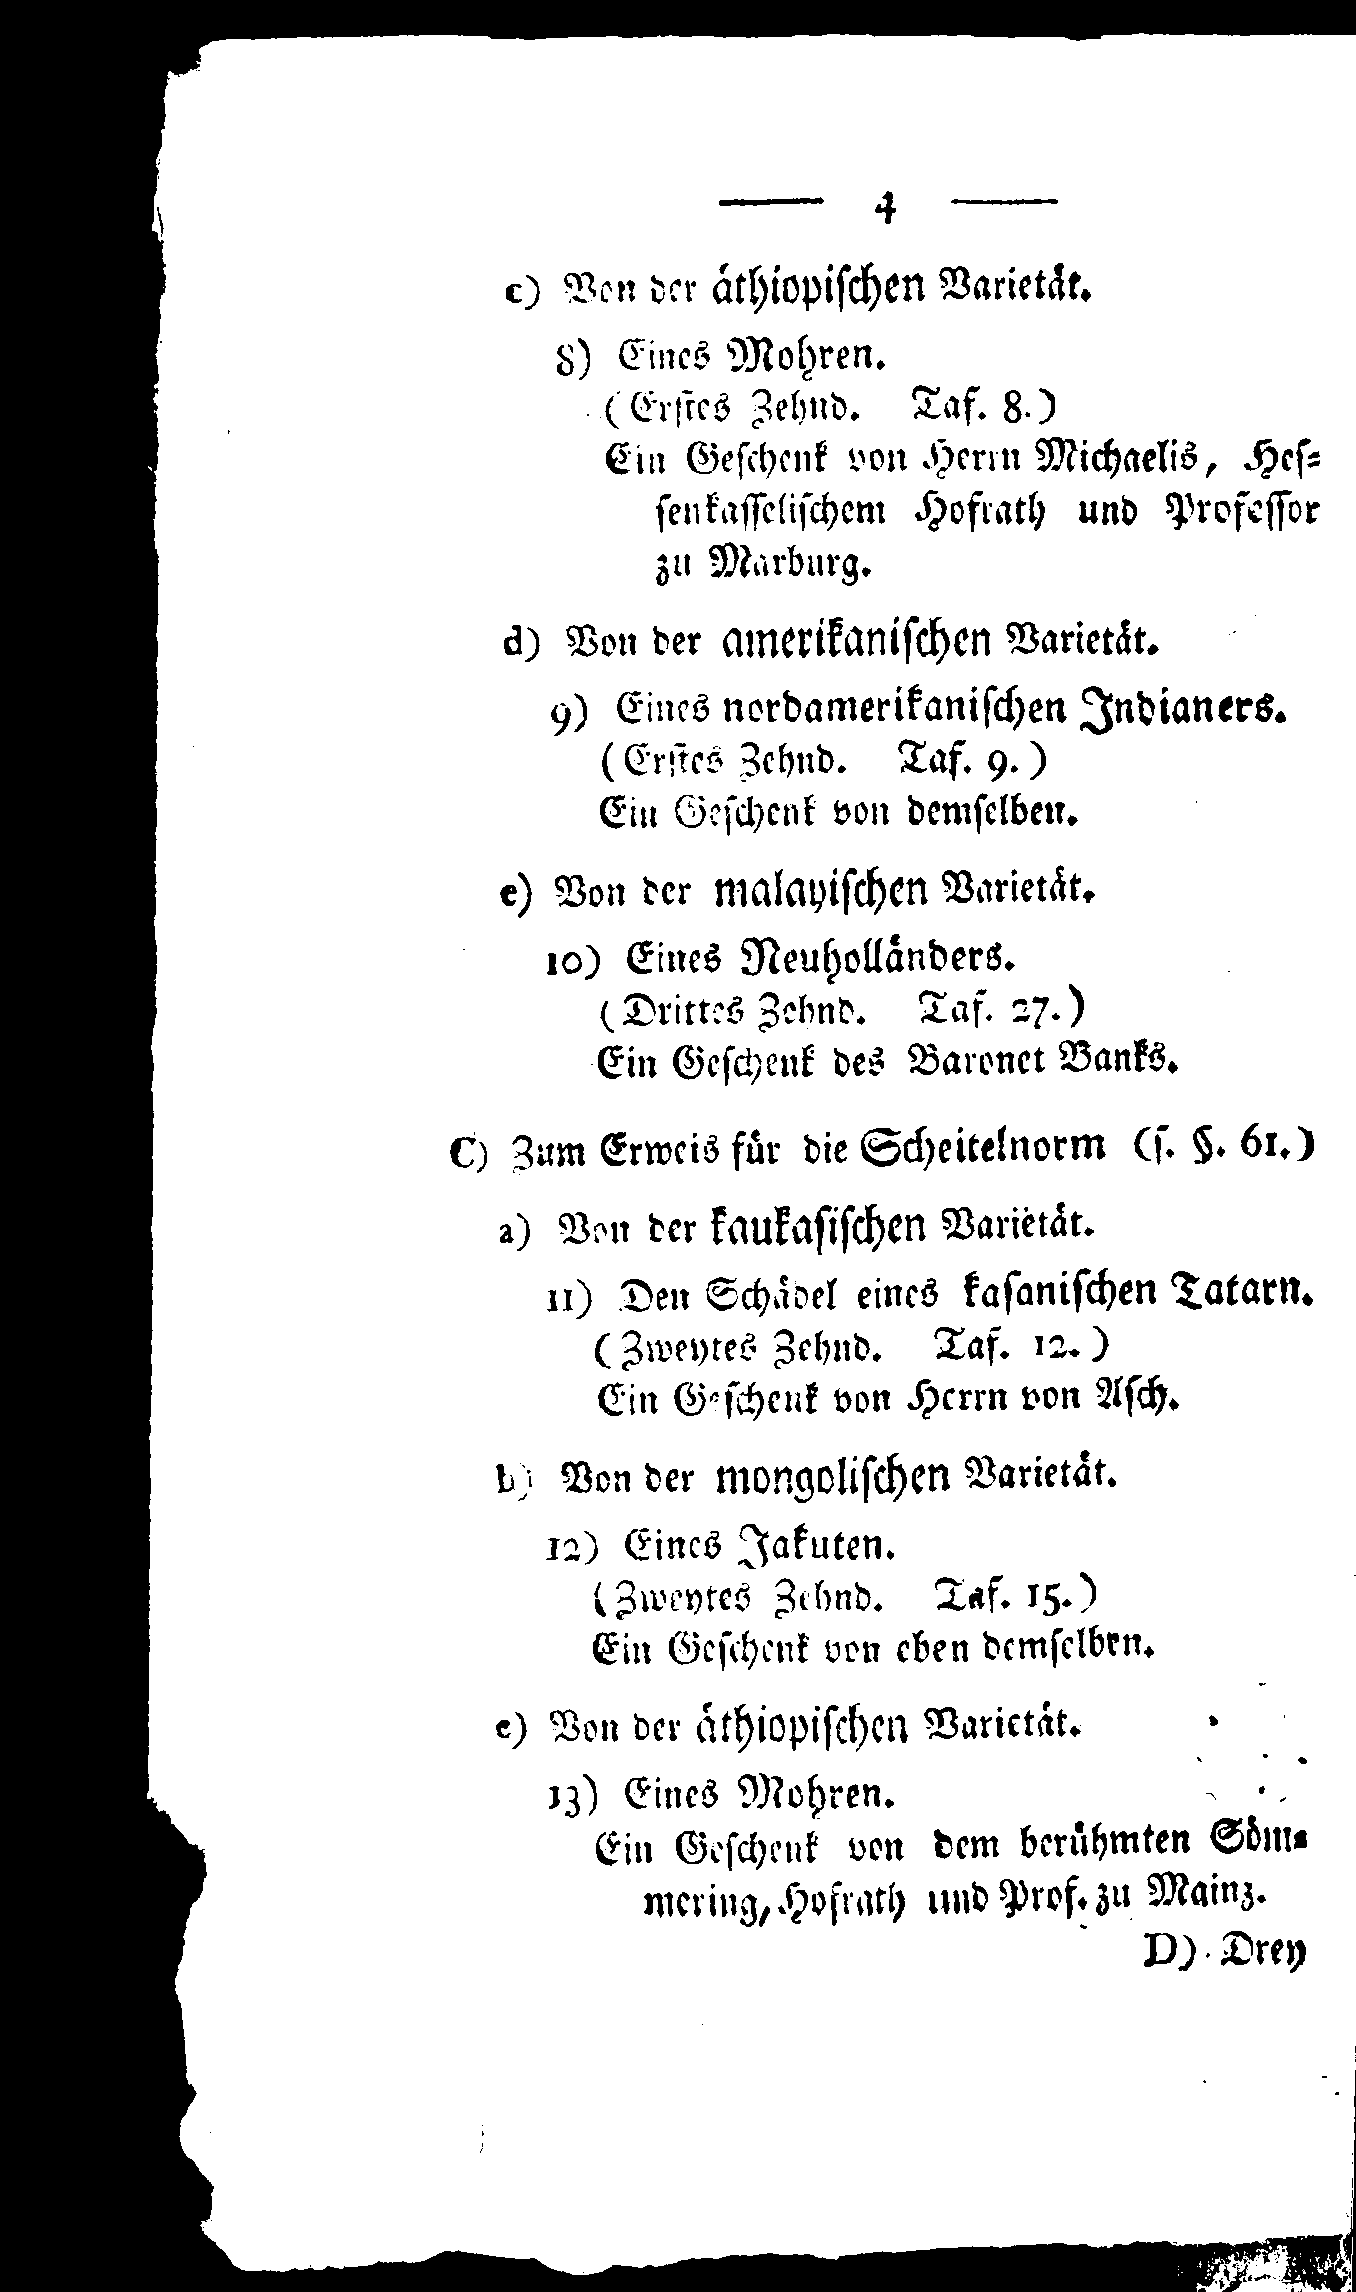 — 4 —
c) Von der äthiopiſchen Varietät.
8) Eines Mohren.
(Erſtes Zehnd. Taf. 8.)
Ein Geſchenk von Herrn Michaelis, Heſ-
ſenkaſſeliſchem Hofrath und Profeſſor
zu Marburg.
d) Von der amerikaniſchen Varietät.
9) Eines nordamerikaniſchen Indianers.
(Erſtes Zehnd. Taf. 9.)
Ein Geſchenk von demſelben.
e) Von der malayiſchen Varietät.
10) Eines Neuholländers.
(Drittes Zehnd. Taf. 27.)
Ein Geſchenk des Baronet Banks.
C) Zum Erweis für die Scheitelnorm (ſ. §. 61.)
a) Von der kaukaſiſchen Varietät.
11) Den Schädel eines kaſaniſchen Tatarn.
(Zweytes Zehnd. Taf. 12.)
Ein Geſchenk von Herrn von Aſch.
b) Von der mongoliſchen Varietät.
12) Eines Jakuten.
(Zweytes Zehnd. Taf. 15.)
Ein Geſchenk von eben demſelben.
c) Von der äthiopiſchen Varietät.
13) Eines Mohren.
Ein Geſchenk von dem berühmten Söm-
mering, Hofrath und Prof. zu Mainz.
D) Drey